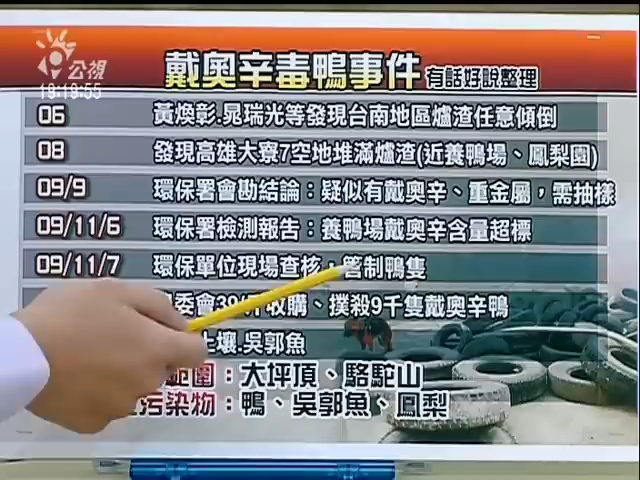 公視
19:19:55
戴奧辛毒鴨事件 有話好說整理
06 黃煥彰.晁瑞光等發現台南地區爐渣任意傾倒
08 發現高雄大寮7空地堆滿爐渣(近養鴨場、鳳梨園)
09/9 環保署會勘結論：疑似有戴奧辛、重金屬，需抽樣
09/11/6 環保署檢測報告：養鴨場戴奧辛含量超標
09/11/7 環保單位現場查核，管制鴨隻
委會39/斤收購、撲殺9千隻戴奧辛鴨
土壤.吳郭魚
範圍：大坪頂、駱駝山
污染物：鴨、吳郭魚、鳳梨